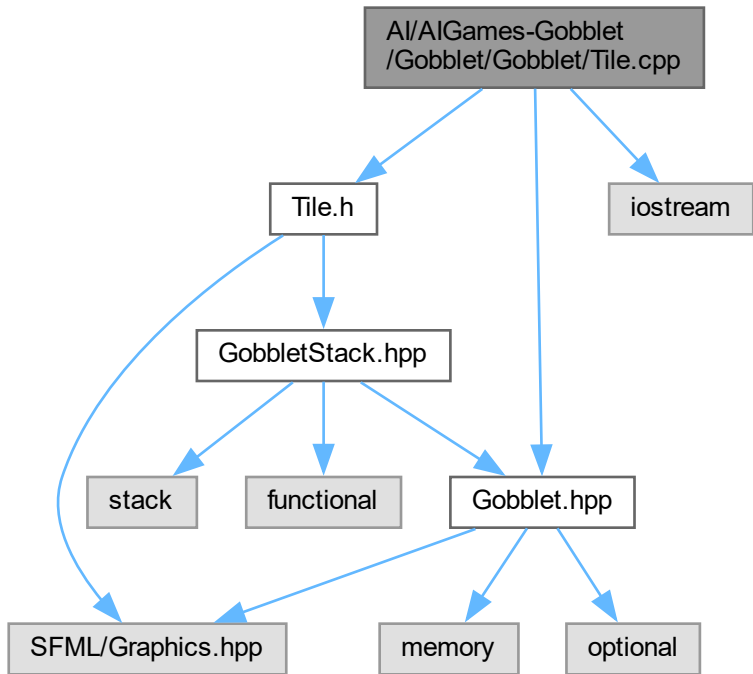 AI/AIGames-Gobblet
/Gobblet/Gobblet/Tile.cpp
Tile.h
iostream
GobbletStack.hpp
stack
functional
Gobblet.hpp
SFML/Graphics.hpp
memory
optional